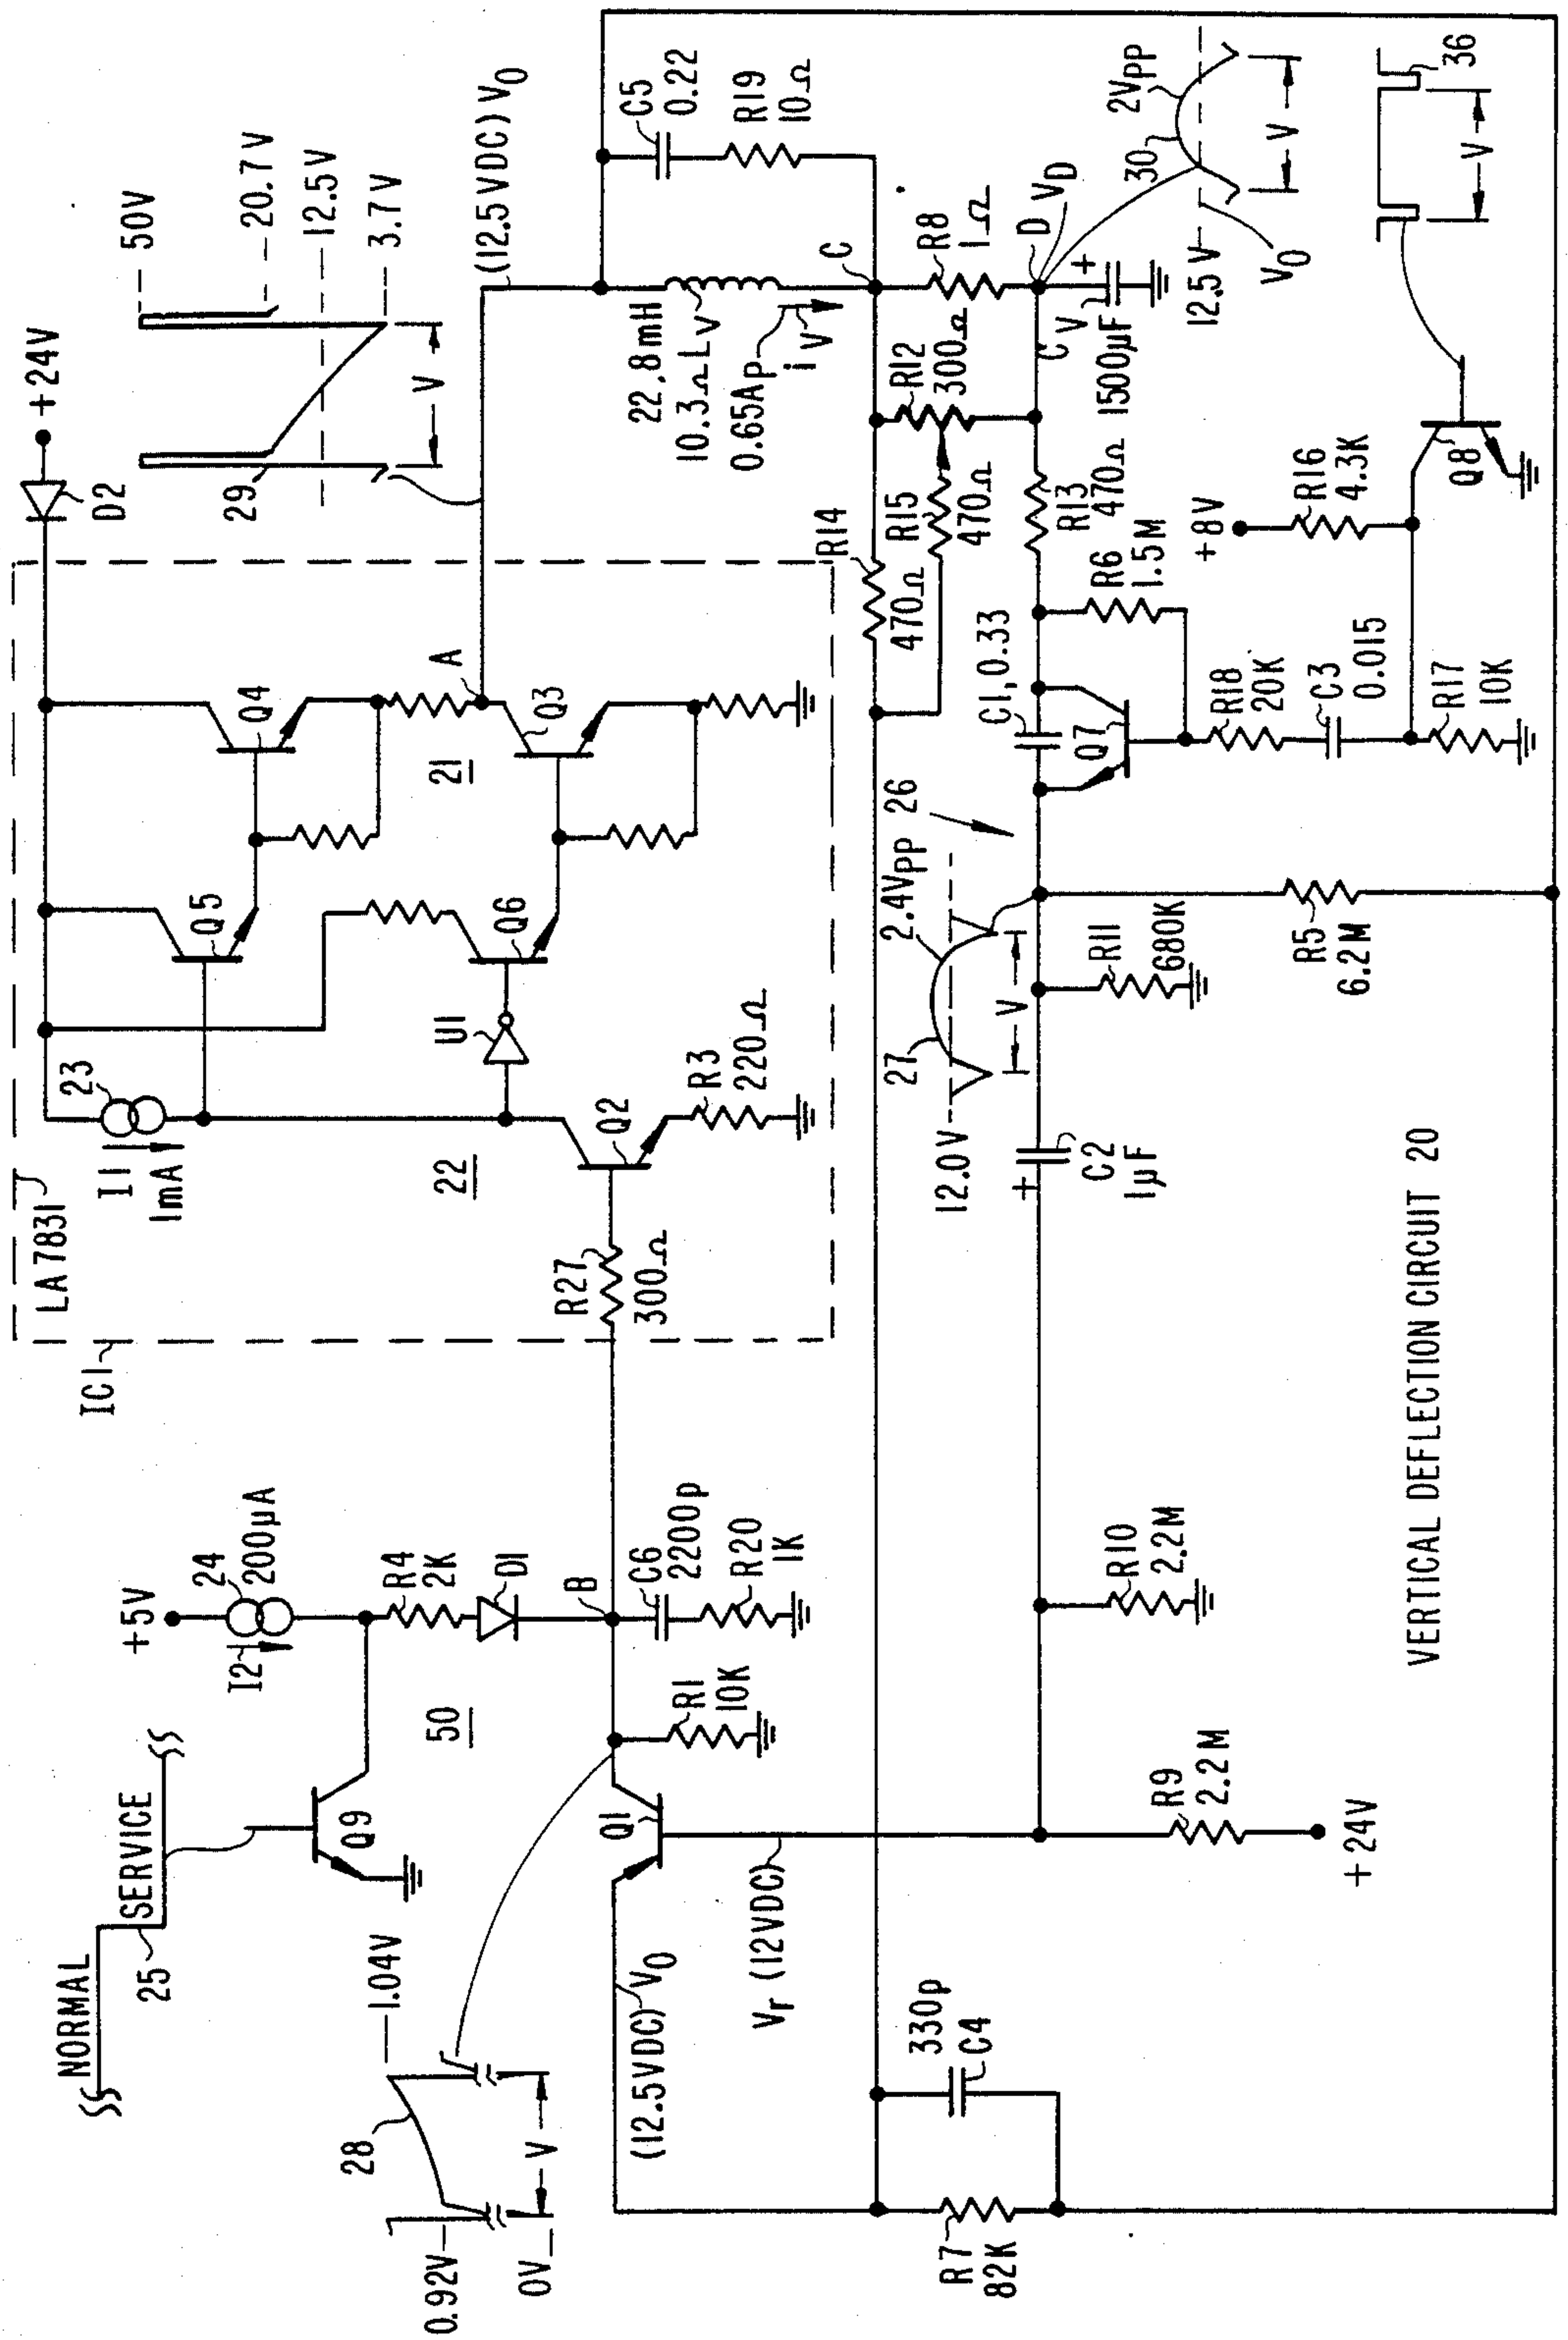 NORMAL
SERVICE
25
Q9
+5V
24
200µA
I2
R4
2K
D1
50
B
C6
2200p
R20
1K
R1
10K
Q1
28
1.04V
0.92V
0V
V
(12.5VDC) V0
Vr (12VDC)
R7
82K
330p
C4
R9
2.2M
+24V
R10
2.2M
IC1
LA7831
I1
1mA
23
22
R27
300Ω
Q2
R3
220Ω
U1
Q5
Q6
Q4
Q3
21
A
D2
+24V
29
50V
20.7V
12.5V
3.7V
V
(12.5VDC) V0
C5
0.22
R19
10Ω
22.8mH
10.3Ω LV
0.65AP
iV
C
R8
1Ω
D
VD
CV
1500µF
+
R12
300Ω
R13
470Ω
R14
470Ω
R15
470Ω
30
2VPP
12.5V
V0
V
36
V
Q8
+8V
R16
4.3K
R6
1.5M
R18
20K
C3
0.015
R17
10K
C1, 0.33
Q7
26
2.4VPP
27
12.0V
V
R11
680K
R5
6.2M
+
C2
1µF
VERTICAL DEFLECTION CIRCUIT 20